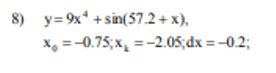 8) y=9x⁴ +sin(57.2+x),
x₀ =-0.75;xₖ =-2.05;dx=-0.2;